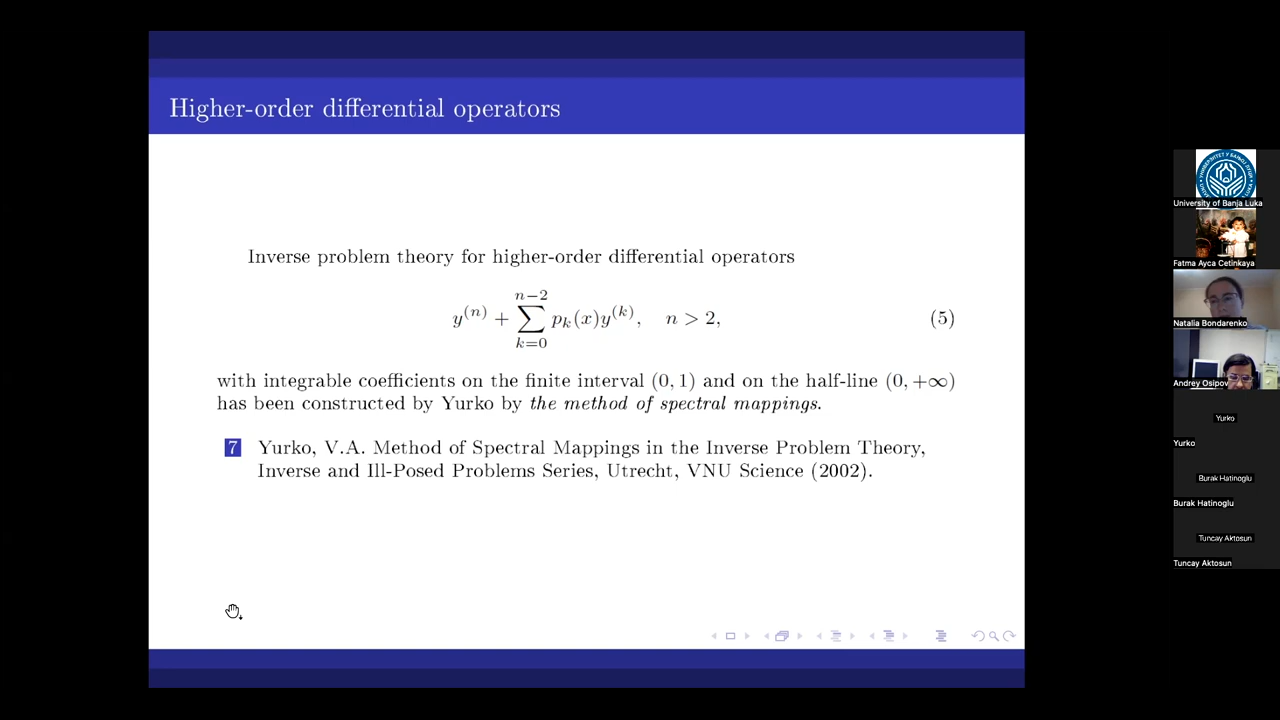 Higher-order differential operators
Inverse problem theory for higher-order differential operators
y^{(n)} + \sum_{k=0}^{n-2} p_k(x)y^{(k)}, n > 2, (5)
with integrable coefficients on the finite interval (0, 1) and on the half-line (0, +∞)
has been constructed by Yurko by the method of spectral mappings.
7 Yurko, V.A. Method of Spectral Mappings in the Inverse Problem Theory,
Inverse and Ill-Posed Problems Series, Utrecht, VNU Science (2002).
University of Banja Luka
Fatma Ayca Cetinkaya
Natalia Bondarenko
Andrey Osipov
Yurko
Yurko
Burak Hatinoglu
Burak Hatinoglu
Tuncay Aktosun
Tuncay Aktosun